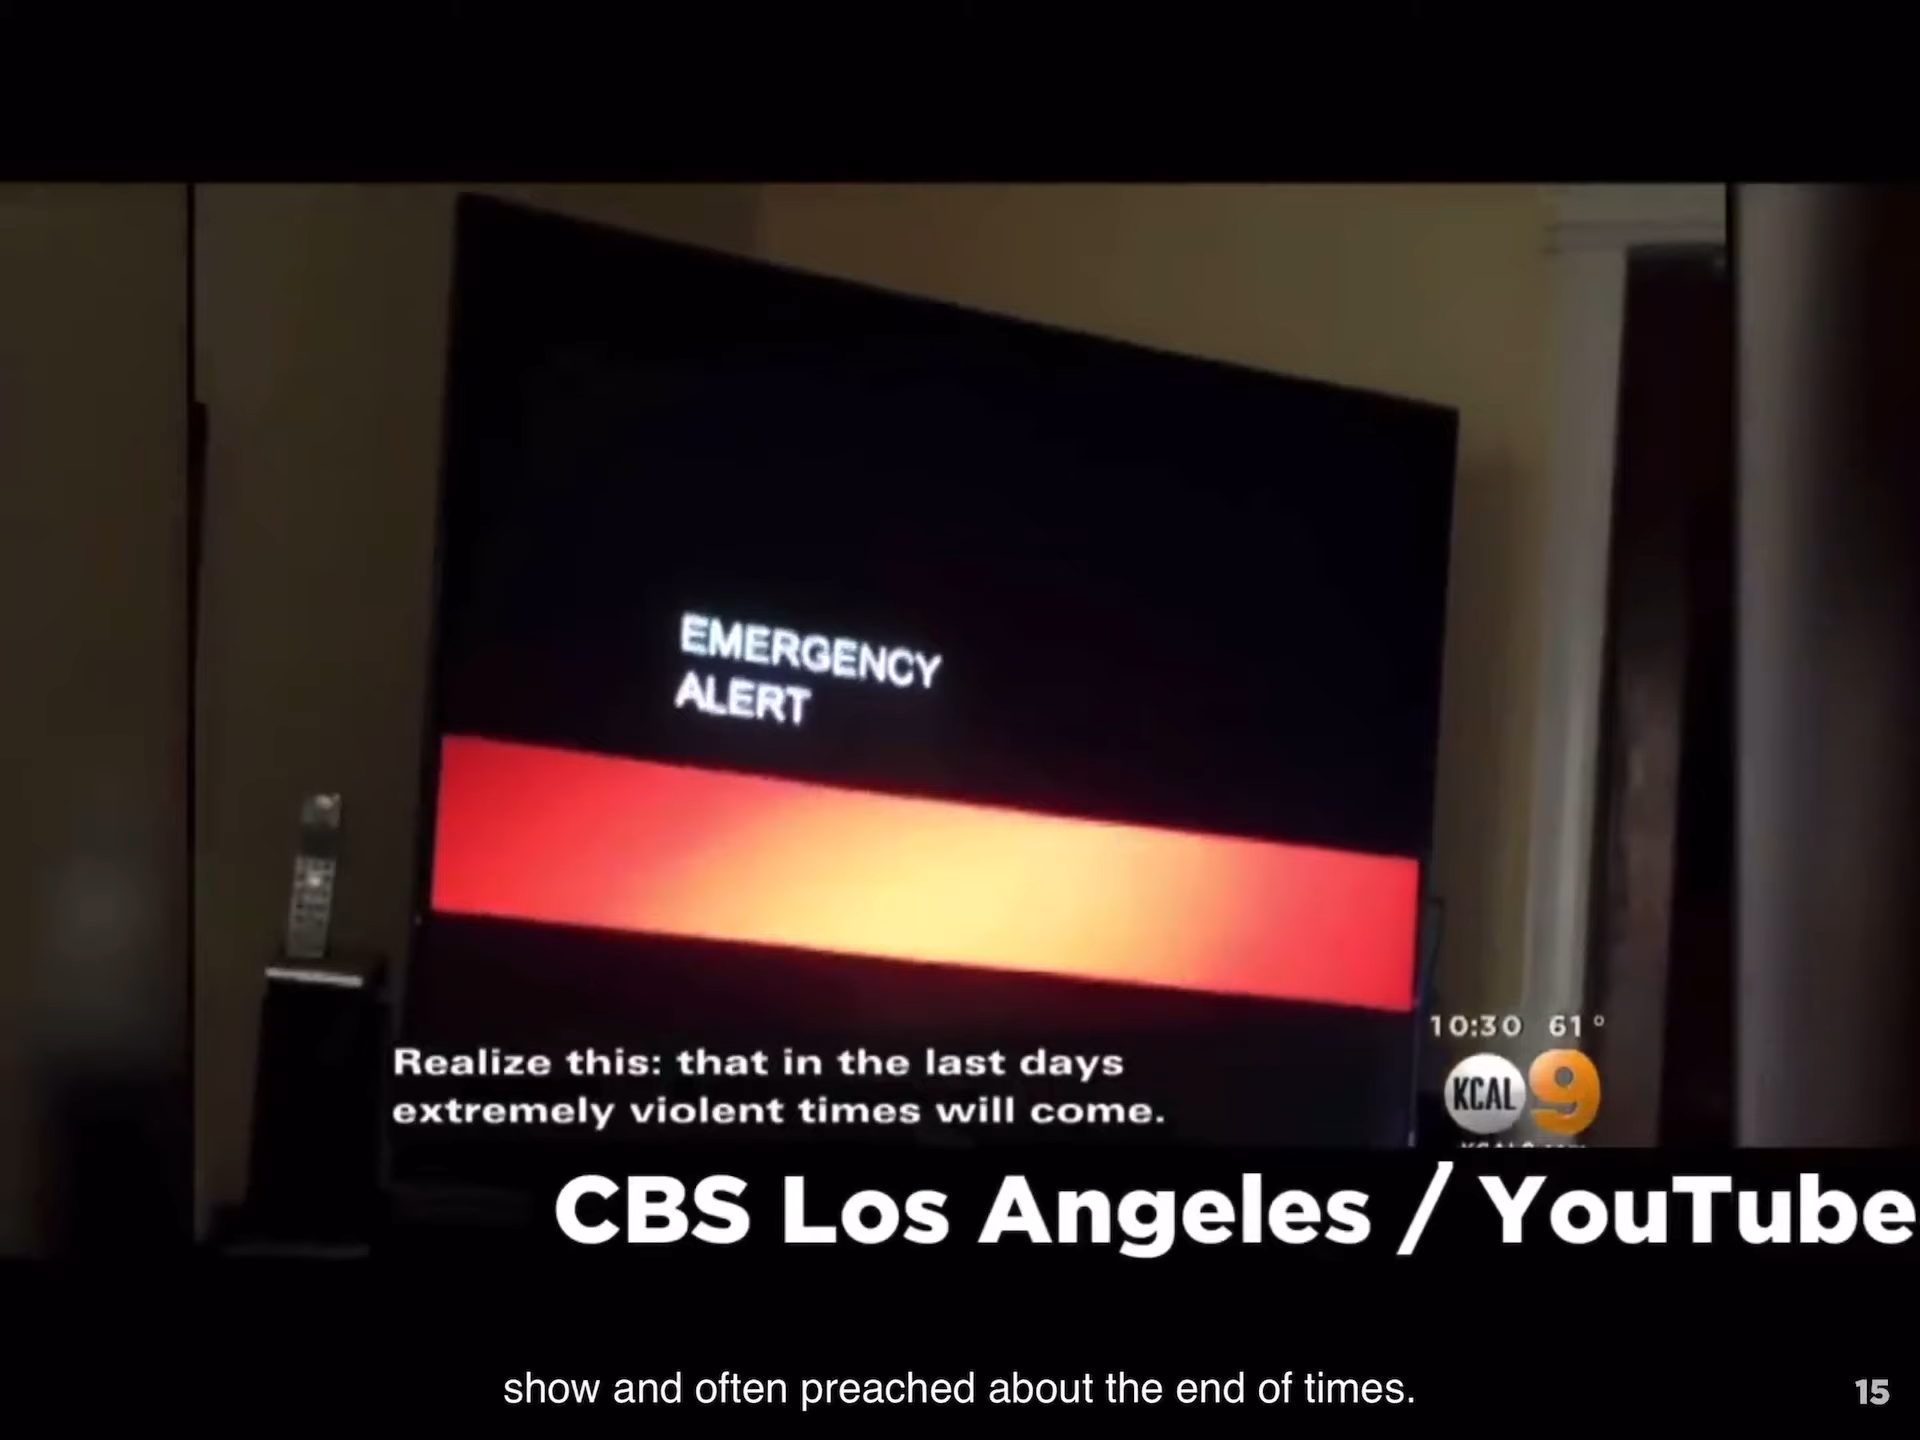 EMERGENCY
ALERT
10:30 61°
Realize this: that in the last days
extremely violent times will come.
KCAL 9
CBS Los Angeles / YouTube
show and often preached about the end of times.
15